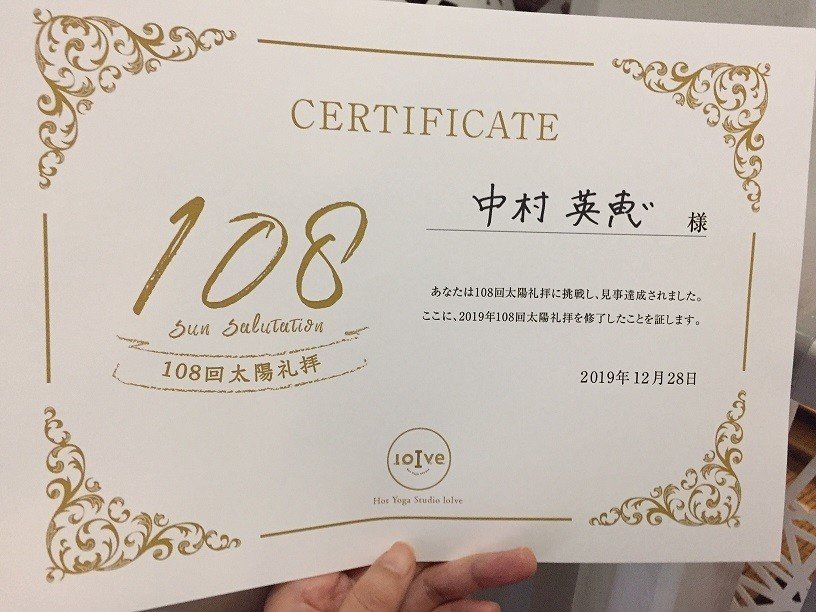 CERTIFICATE
中村 英恵 様
108
sun salutation
108回太陽礼拝
あなたは108回太陽礼拝に挑戦し、見事達成されました。
ここに、2019年108回太陽礼拝を修了したことを証します。
2019年12月28日
loIve
Hot Yoga Studio loIve